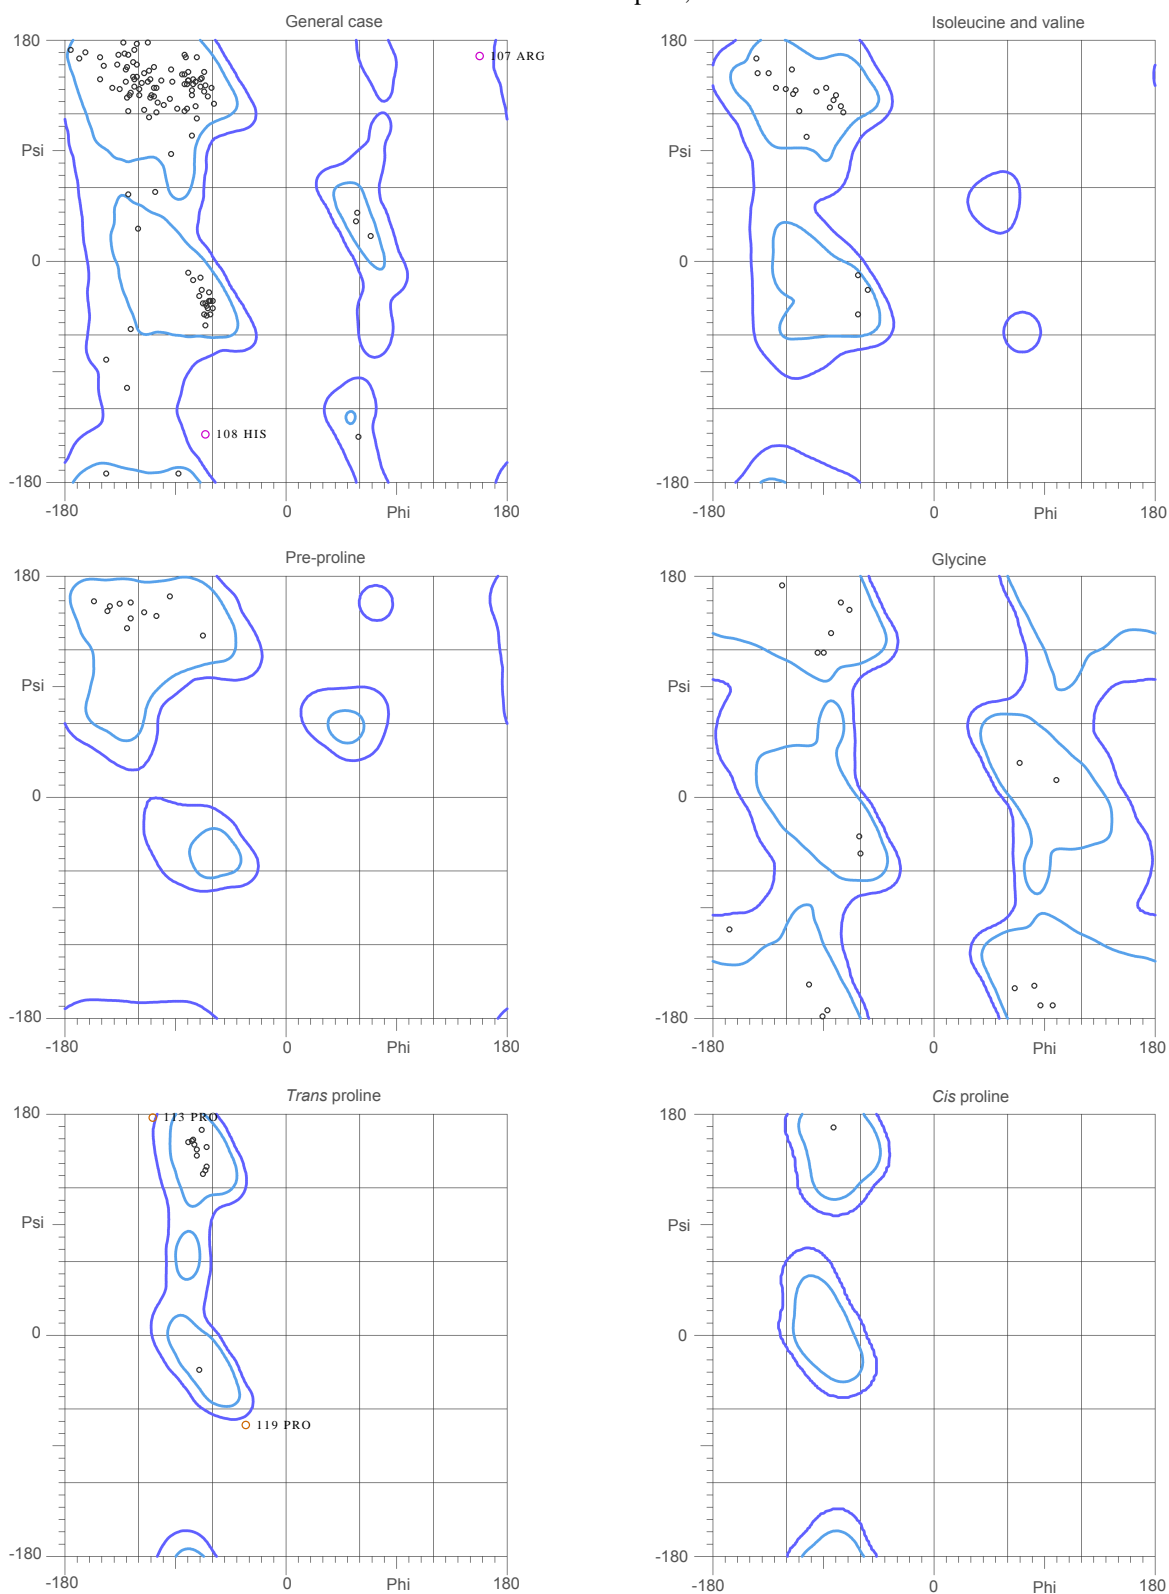 General case
180
107 ARG
Psi
0
108 HIS
-180
-180
0
Phi
180
Isoleucine and valine
180
Psi
0
-180
-180
0
Phi
180
Pre-proline
180
Psi
0
-180
-180
0
Phi
180
Glycine
180
Psi
0
-180
-180
0
Phi
180
Trans proline
180
113 PRO
Psi
0
119 PRO
-180
-180
0
Phi
180
Cis proline
180
Psi
0
-180
-180
0
Phi
180